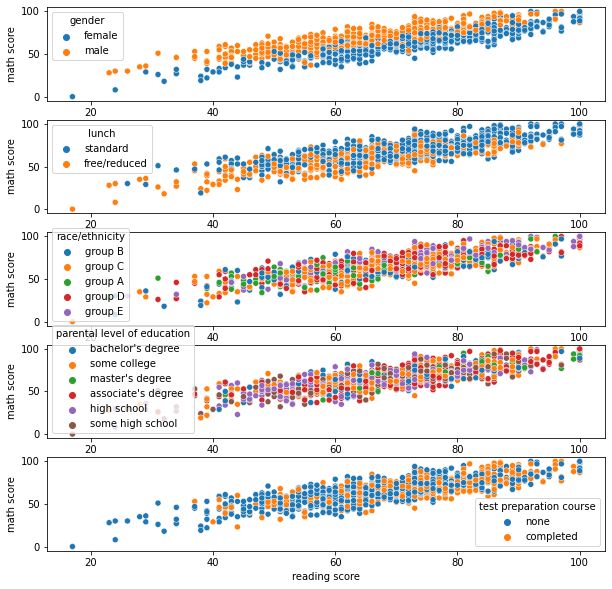 gender
female
male
math score
100
50
0
20 40 60 80 100
lunch
standard
free/reduced
math score
100
50
0
20 40 60 80 100
race/ethnicity
group B
group C
group A
group D
group E
math score
100
50
0
20 40 60 80 100
parental level of education
bachelor's degree
some college
master's degree
associate's degree
high school
some high school
math score
100
50
0
20 40 60 80 100
math score
100
50
0
test preparation course
none
completed
20 40 60 80 100
reading score